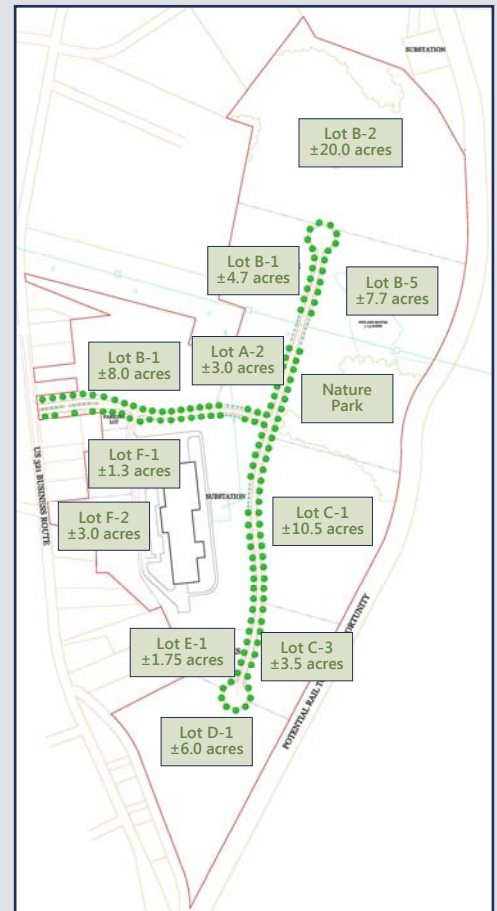 SUBSTATION
Lot B-2
±20.0 acres
Lot B-1
±4.7 acres
Lot B-5
±7.7 acres
Lot B-1
±8.0 acres
Lot A-2
±3.0 acres
Nature
Park
PARKING
LOT
US 321 BUSINESS ROUTE
Lot F-1
±1.3 acres
SUBSTATION
Lot F-2
±3.0 acres
Lot C-1
±10.5 acres
Lot E-1
±1.75 acres
Lot C-3
±3.5 acres
POTENTIAL RAIL
Lot D-1
±6.0 acres